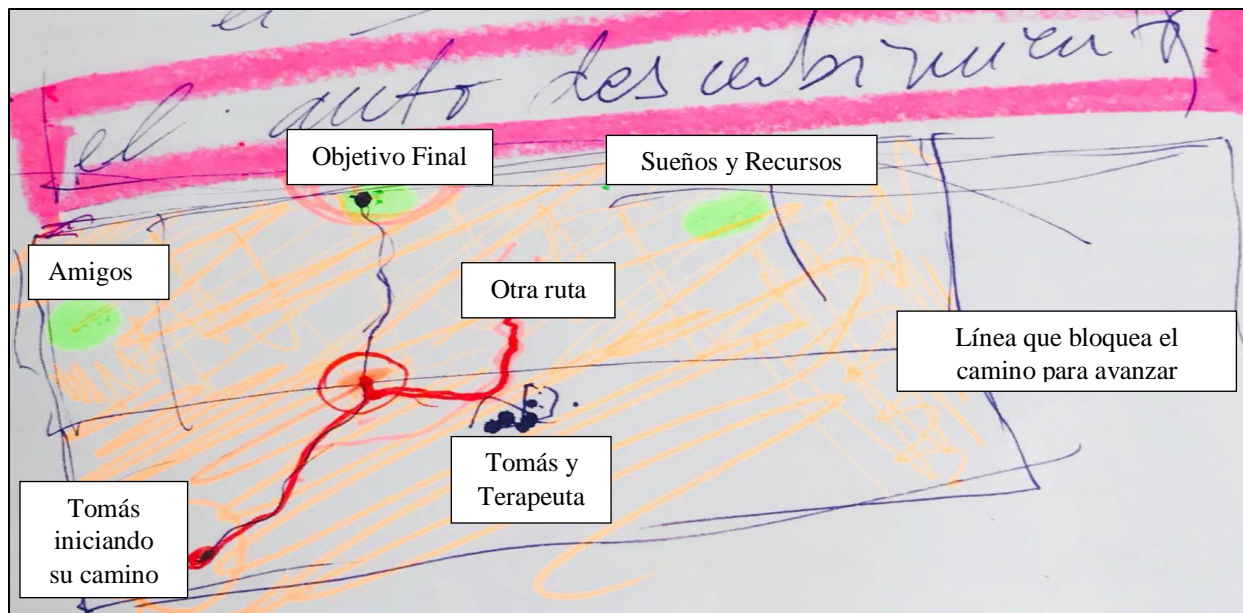 el
el auto descubrimiento
Objetivo Final
Sueños y Recursos
Amigos
Otra ruta
Línea que bloquea el
camino para avanzar
Tomás y
Terapeuta
Tomás
iniciando
su camino